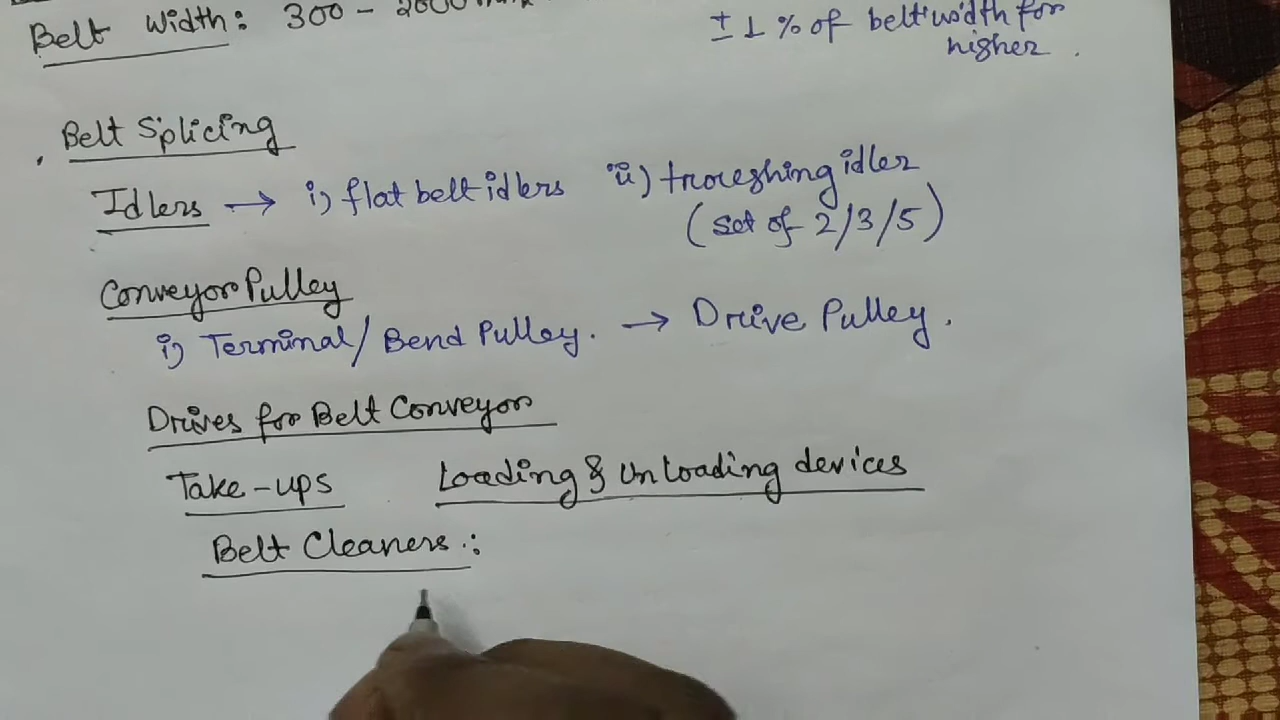 Belt Width: 300 - 2000 mm
± 1 % of belt width for
higher.
Belt Splicing
Idlers → i) flat belt idlers ii) troughing idler
(set of 2/3/5)
Conveyor Pulley
i) Terminal/Bend Pulley. → Drive Pulley.
Drives for Belt Conveyor
Take-ups Loading & Unloading devices
Belt Cleaners: